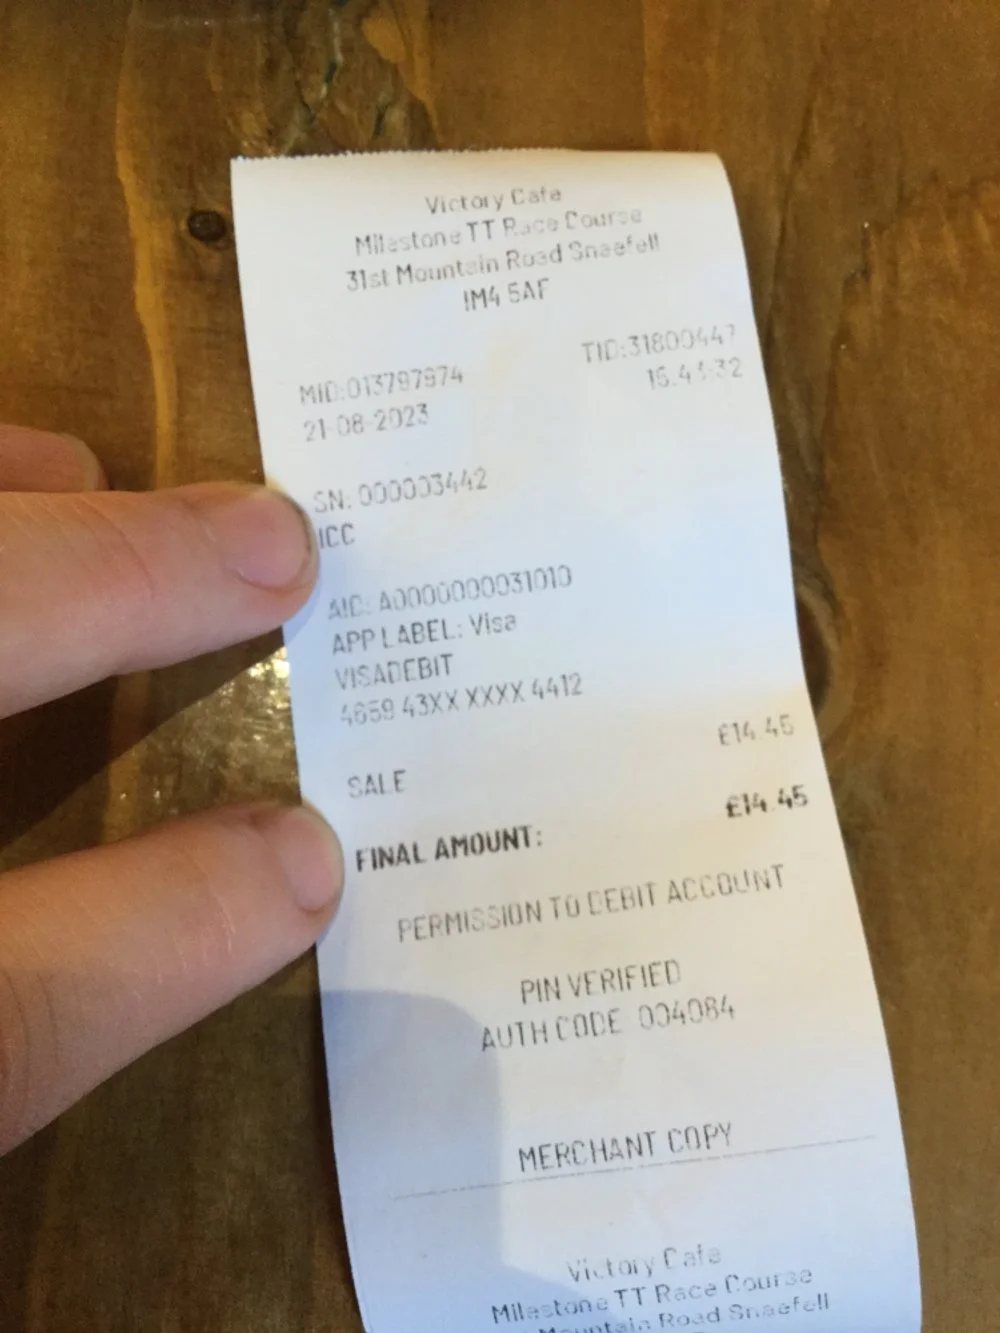 Victory Cafe
Milestone TT Race Course
31st Mountain Road Snaefell
IM4 5AF
MID:013797974
TID:31800447
21-08-2023
SN: 000003442
ICC
AID: A0000000031010
APP LABEL: Visa
VISADEBIT
4659 43XX XXXX 4412
£14.45
SALE
£14.45
FINAL AMOUNT:
PERMISSION TO DEBIT ACCOUNT
PIN VERIFIED
AUTH CODE 004084
MERCHANT COPY
Victory Cafe
Milestone TT Race Course
Mountain Road Snaefell